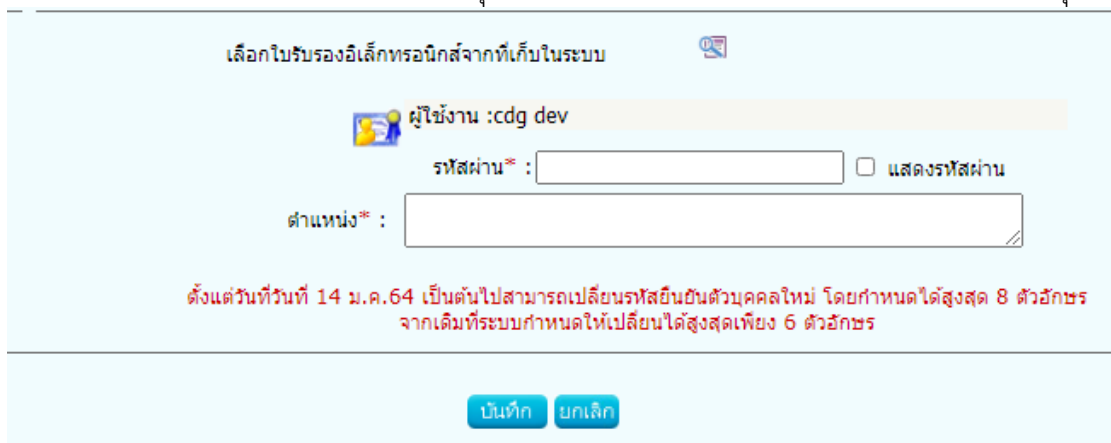 เลือกใบรับรองอิเล็กทรอนิกส์จากที่เก็บในระบบ
ผู้ใช้งาน :cdg dev
รหัสผ่าน* : แสดงรหัสผ่าน
ตำแหน่ง* :
ตั้งแต่วันที่วันที่ 14 ม.ค.64 เป็นต้นไปสามารถเปลี่ยนรหัสยืนยันตัวบุคคลใหม่ โดยกำหนดได้สูงสุด 8 ตัวอักษร
จากเดิมที่ระบบกำหนดให้เปลี่ยนได้สูงสุดเพียง 6 ตัวอักษร
บันทึก ยกเลิก